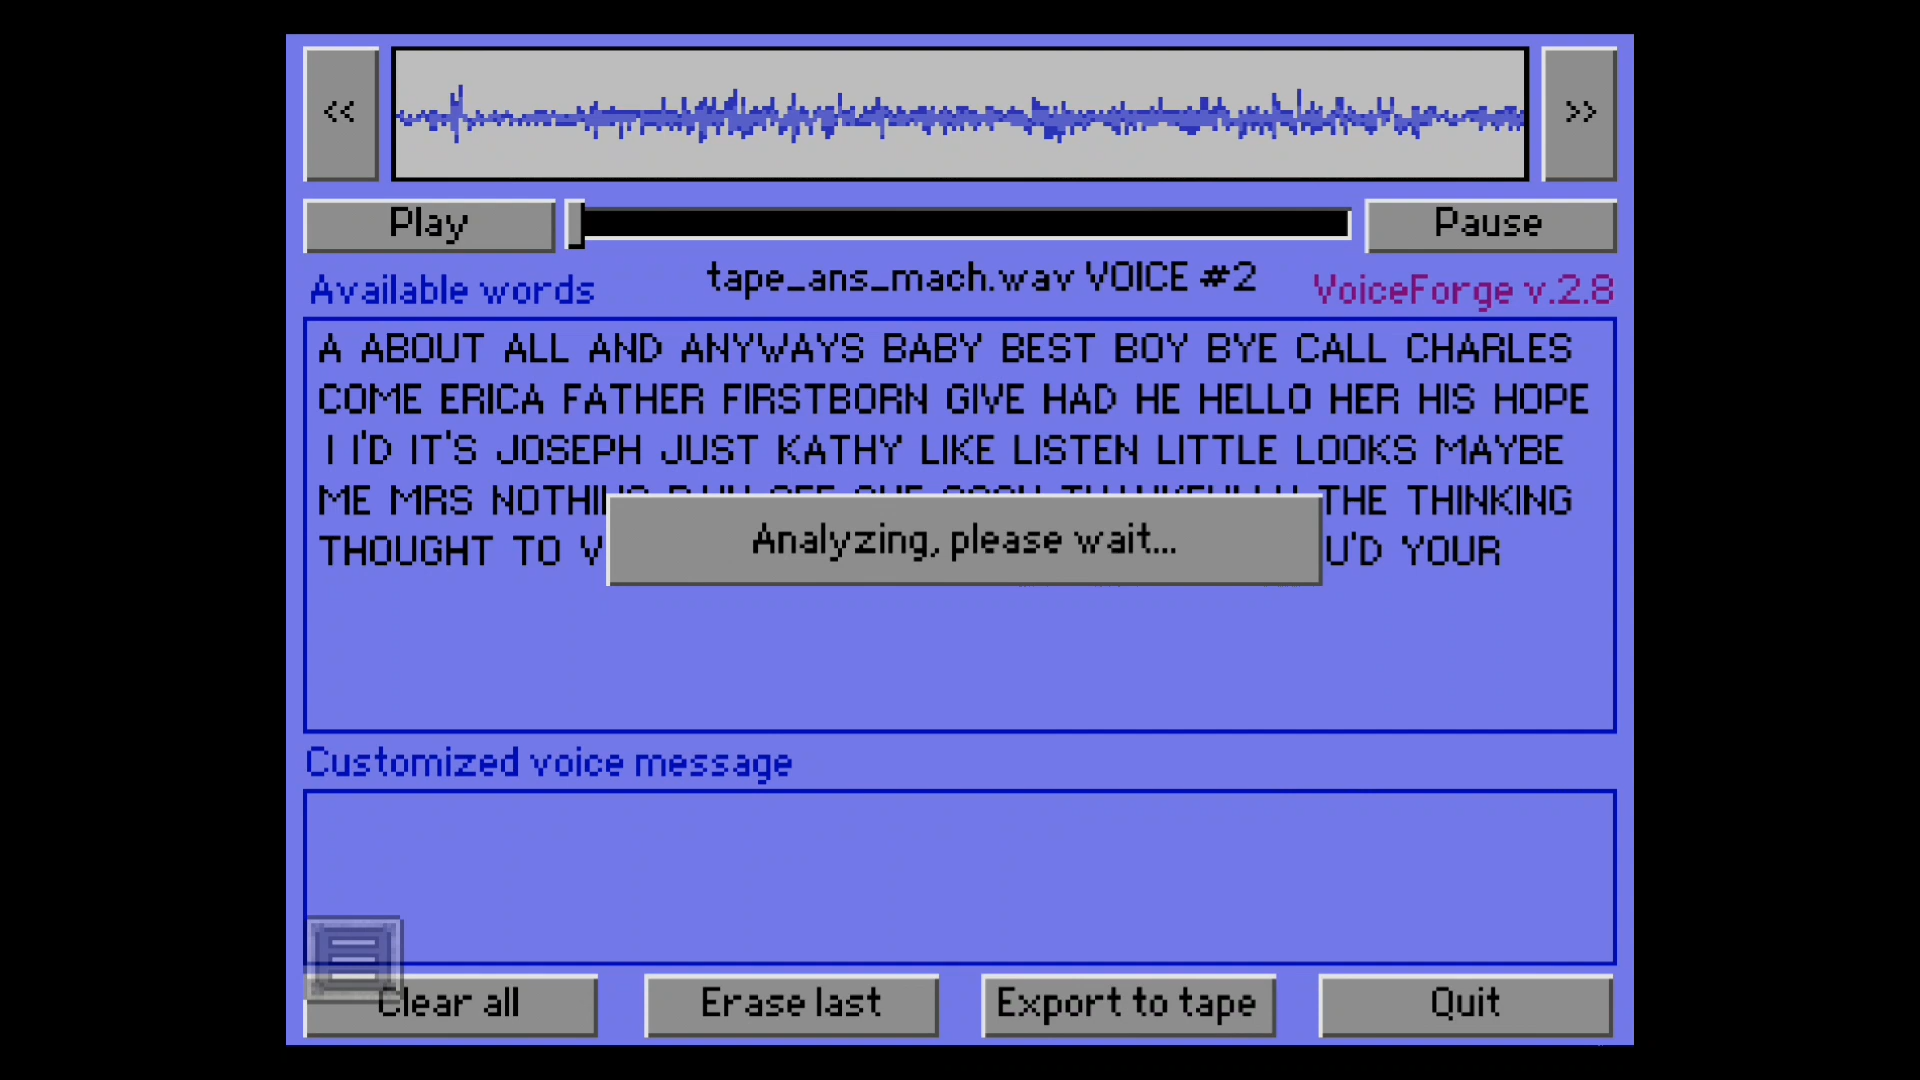 << >>
Play Pause
tape_ans_mach.wav VOICE #2
Available words VoiceForge v.2.8
A ABOUT ALL AND ANYWAYS BABY BEST BOY BYE CALL CHARLES
COME ERICA FATHER FIRSTBORN GIVE HAD HE HELLO HER HIS HOPE
I I'D IT'S JOSEPH JUST KATHY LIKE LISTEN LITTLE LOOKS MAYBE
ME MRS THE THINKING
Analyzing, please wait...
THOUGHT TO YOUR
Customized voice message
Clear all Erase last Export to tape Quit